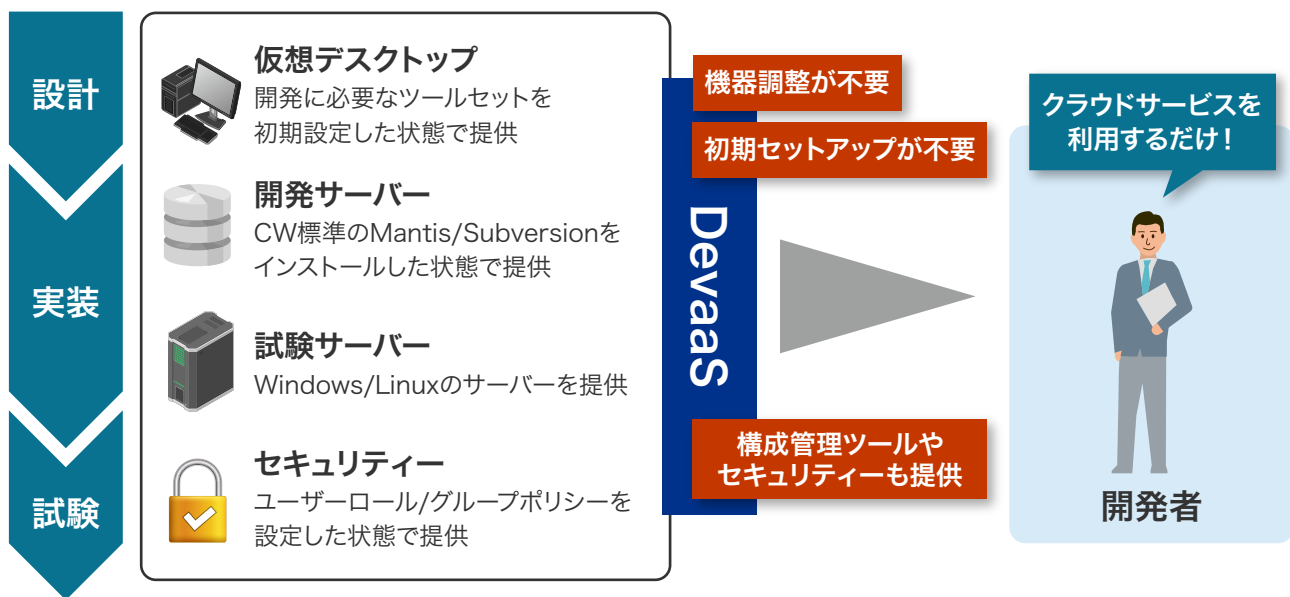 設計
実装
試験
仮想デスクトップ
開発に必要なツールセットを
初期設定した状態で提供
開発サーバー
CW標準のMantis/Subversionを
インストールした状態で提供
試験サーバー
Windows/Linuxのサーバーを提供
セキュリティー
ユーザーロール/グループポリシーを
設定した状態で提供
DevaaS
機器調整が不要
初期セットアップが不要
構成管理ツールや
セキュリティーも提供
クラウドサービスを
利用するだけ!
開発者